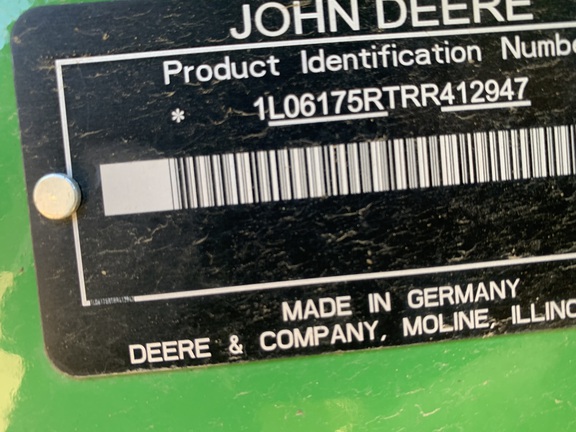 JOHN DEERE
Product Identification Numbe
* 1L06175RTRR412947
MADE IN GERMANY
DEERE & COMPANY, MOLINE, ILLINO